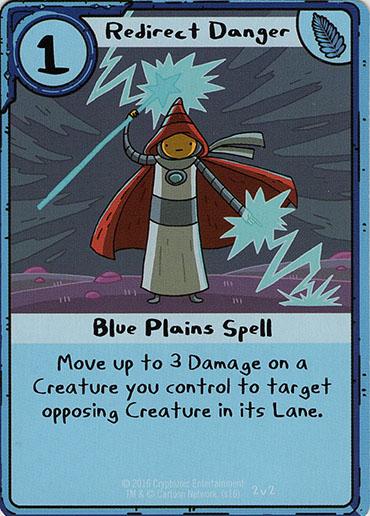 1
Redirect Danger
Blue Plains Spell
Move up to 3 Damage on a
Creature you control to target
opposing Creature in its Lane.
© 2016 Cryptozoic Entertainment
TM & © Cartoon Network. (s16)
2v2